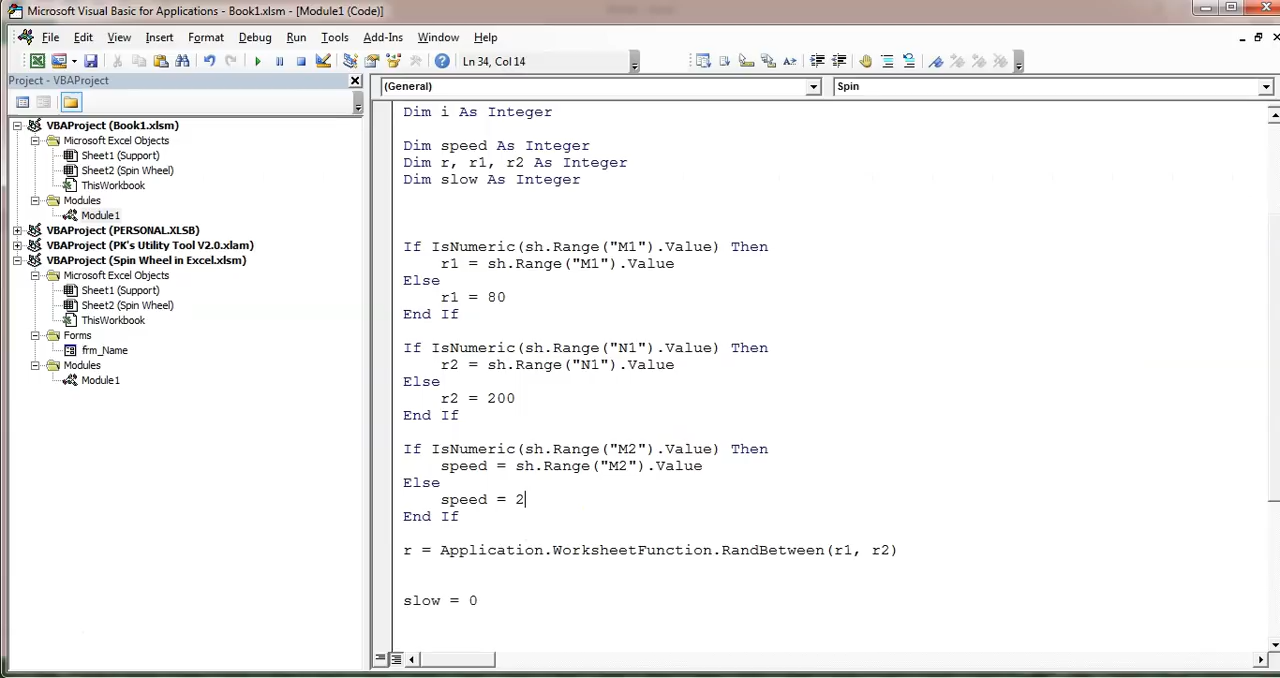 Microsoft Visual Basic for Applications - Book1.xlsm - [Module1 (Code)]
File Edit View Insert Format Debug Run Tools Add-Ins Window Help
Ln 34, Col 14
Project - VBAProject
(General)
Spin
VBAProject (Book1.xlsm)
Microsoft Excel Objects
Sheet1 (Support)
Sheet2 (Spin Wheel)
ThisWorkbook
Modules
Module1
VBAProject (PERSONAL.XLSB)
VBAProject (PK's Utility Tool V2.0.xlam)
VBAProject (Spin Wheel in Excel.xlsm)
Microsoft Excel Objects
Sheet1 (Support)
Sheet2 (Spin Wheel)
ThisWorkbook
Forms
frm_Name
Modules
Module1
Dim i As Integer
Dim speed As Integer
Dim r, r1, r2 As Integer
Dim slow As Integer
If IsNumeric(sh.Range("M1").Value) Then
r1 = sh.Range("M1").Value
Else
r1 = 80
End If
If IsNumeric(sh.Range("N1").Value) Then
r2 = sh.Range("N1").Value
Else
r2 = 200
End If
If IsNumeric(sh.Range("M2").Value) Then
speed = sh.Range("M2").Value
Else
speed = 2
End If
r = Application.WorksheetFunction.RandBetween(r1, r2)
slow = 0